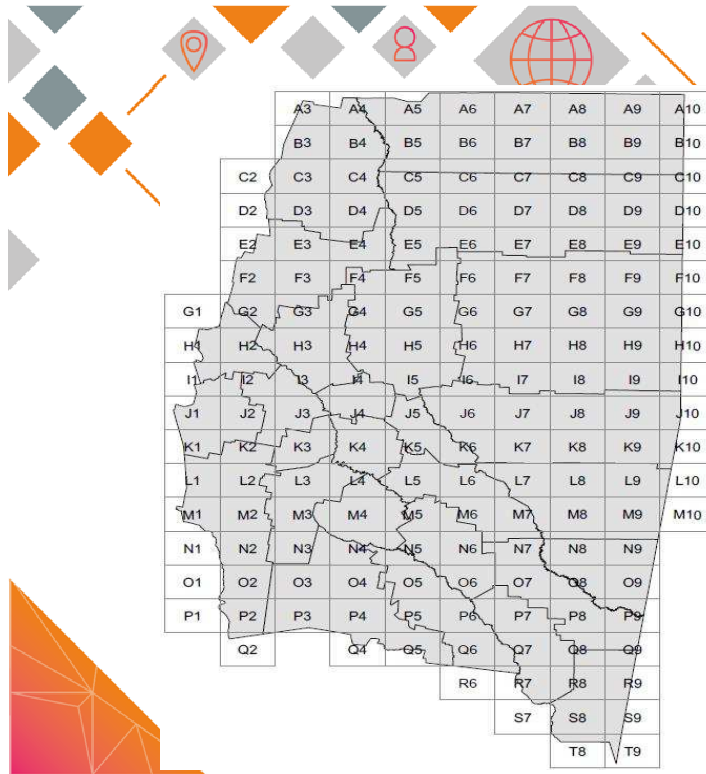 A3 A4 A5 A6 A7 A8 A9 A10
B3 B4 B5 B6 B7 B8 B9 B10
C2 C3 C4 C5 C6 C7 C8 C9 C10
D2 D3 D4 D5 D6 D7 D8 D9 D10
E2 E3 E4 E5 E6 E7 E8 E9 E10
F2 F3 F4 F5 F6 F7 F8 F9 F10
G1 G2 G3 G4 G5 G6 G7 G8 G9 G10
H1 H2 H3 H4 H5 H6 H7 H8 H9 H10
I1 I2 I3 I4 I5 I6 I7 I8 I9 I10
J1 J2 J3 J4 J5 J6 J7 J8 J9 J10
K1 K2 K3 K4 K5 K6 K7 K8 K9 K10
L1 L2 L3 L4 L5 L6 L7 L8 L9 L10
M1 M2 M3 M4 M5 M6 M7 M8 M9 M10
N1 N2 N3 N4 N5 N6 N7 N8 N9
O1 O2 O3 O4 O5 O6 O7 O8 O9
P1 P2 P3 P4 P5 P6 P7 P8 P9
Q2 Q4 Q5 Q6 Q7 Q8 Q9
R6 R7 R8 R9
S7 S8 S9
T8 T9